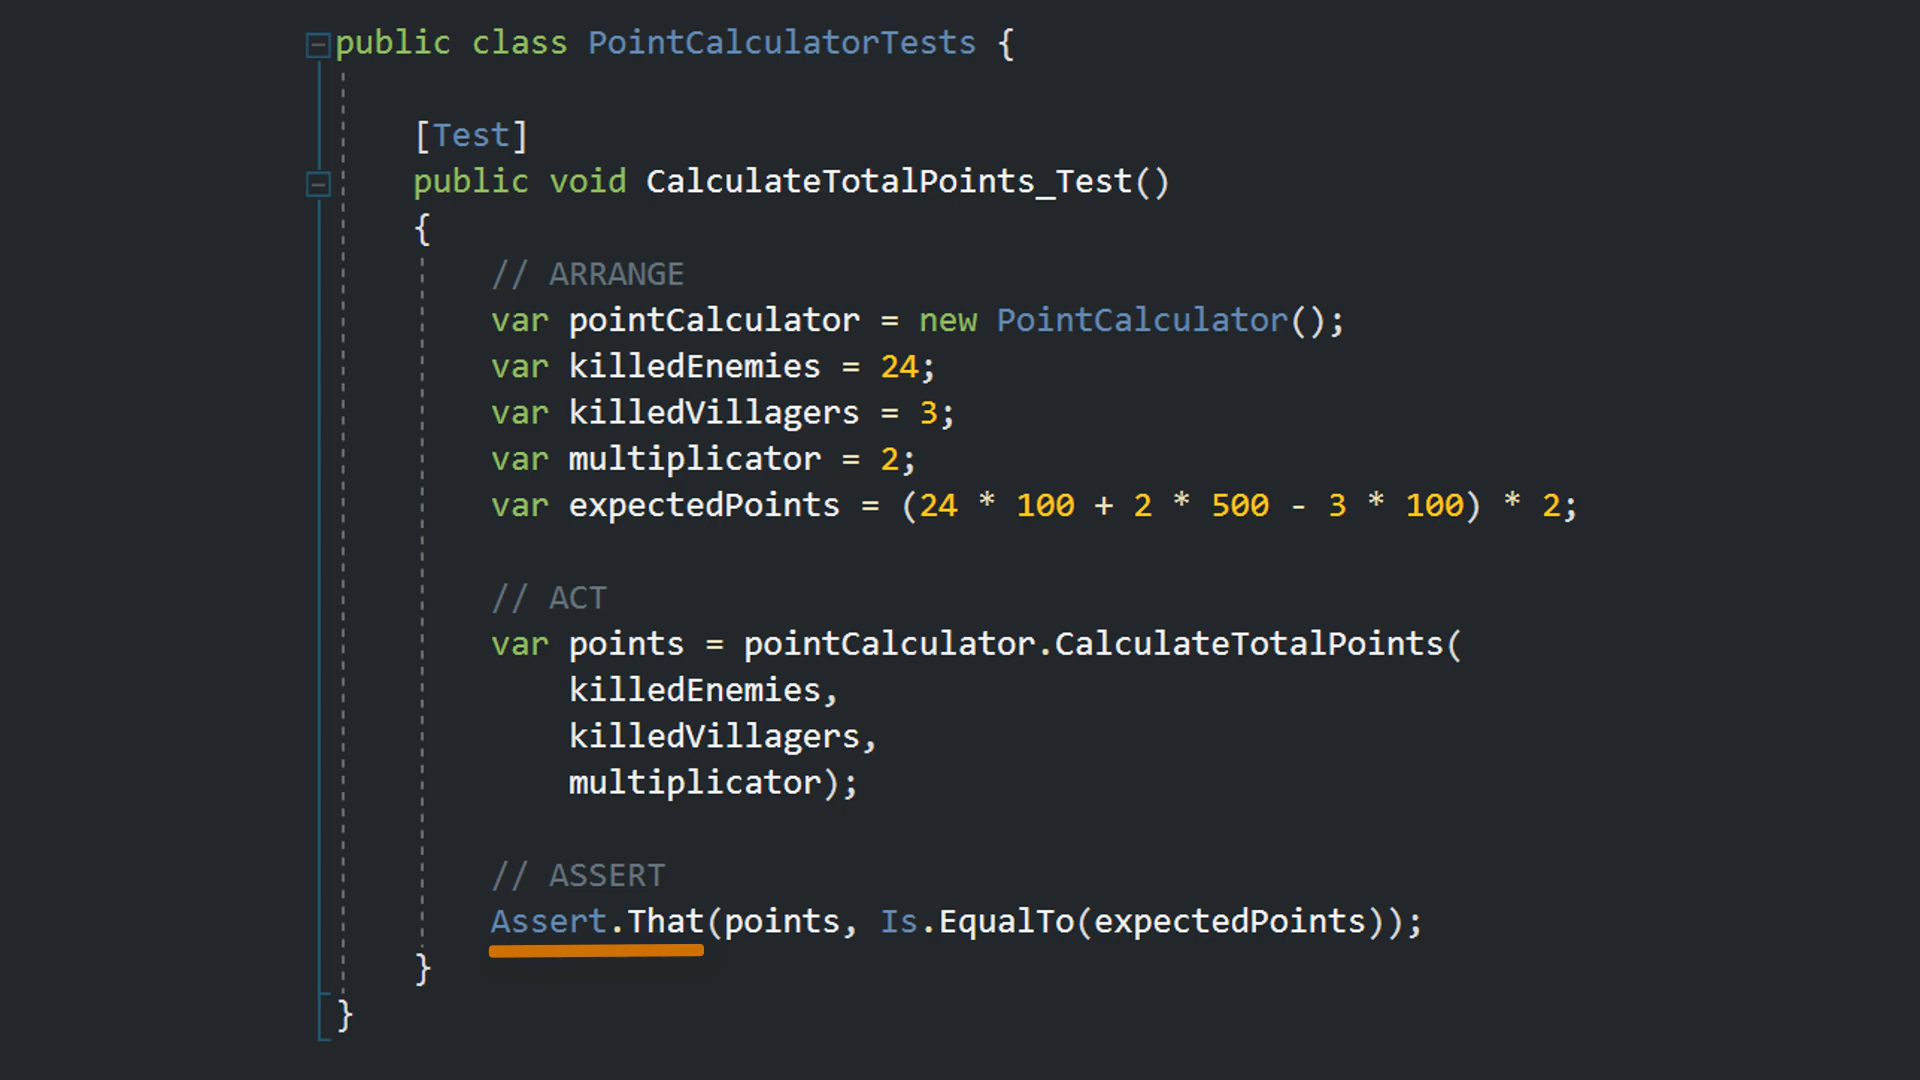 public class PointCalculatorTests {
[Test]
public void CalculateTotalPoints_Test()
{
// ARRANGE
var pointCalculator = new PointCalculator();
var killedEnemies = 24;
var killedVillagers = 3;
var multiplicator = 2;
var expectedPoints = (24 * 100 + 2 * 500 - 3 * 100) * 2;
// ACT
var points = pointCalculator.CalculateTotalPoints(
killedEnemies,
killedVillagers,
multiplicator);
// ASSERT
Assert.That(points, Is.EqualTo(expectedPoints));
}
}